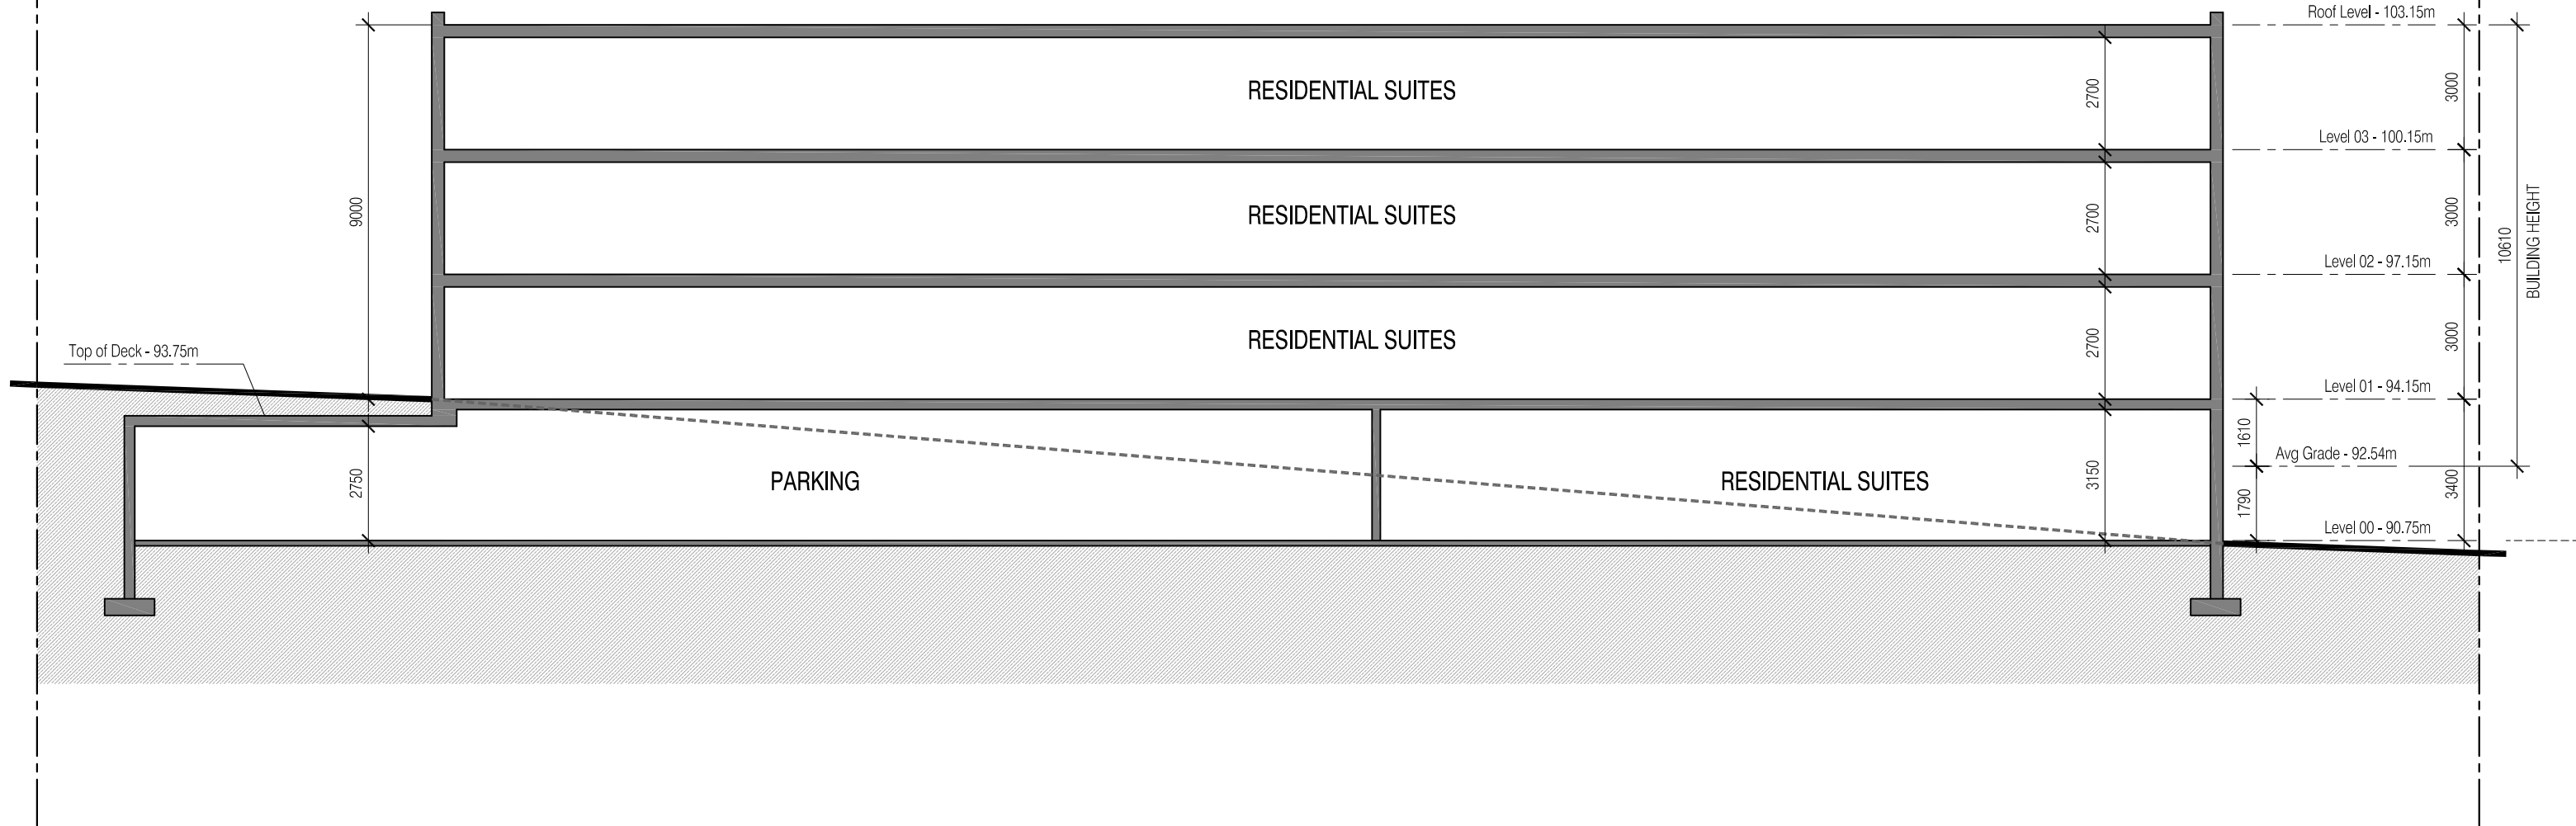 Roof Level - 103.15m
RESIDENTIAL SUITES
2700
3000
Level 03 - 100.15m
9000
RESIDENTIAL SUITES
2700
3000
10610
BUILDING HEIGHT
Level 02 - 97.15m
Top of Deck - 93.75m
RESIDENTIAL SUITES
2700
3000
Level 01 - 94.15m
1610
Avg Grade - 92.54m
2750
PARKING
RESIDENTIAL SUITES
3150
3400
1790
Level 00 - 90.75m